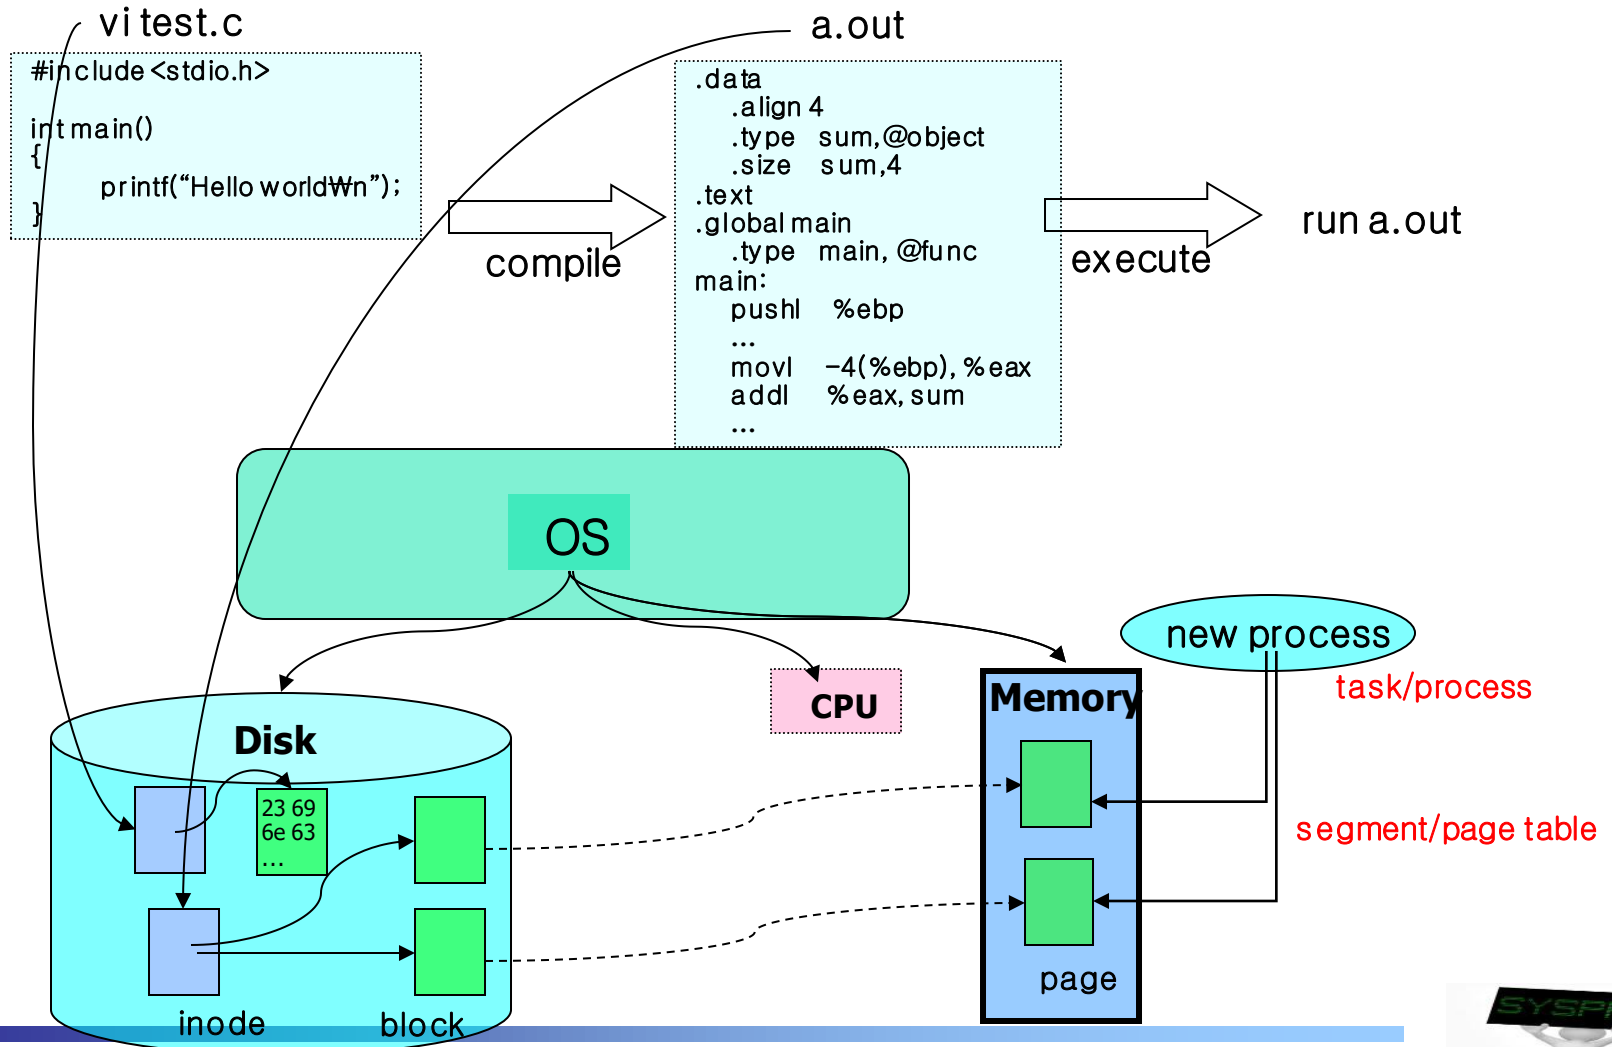 vi test.c
#include <stdio.h>
int main()
{
printf(“Hello world₩n”);
}
compile
a.out
.data
.align 4
.type sum,@object
.size sum,4
.text
.global main
.type main, @func
main:
pushl %ebp
...
movl -4(%ebp), %eax
addl %eax, sum
...
execute
run a.out
OS
CPU
Disk
23 69
6e 63
...
inode
block
Memory
page
new process
task/process
segment/page table